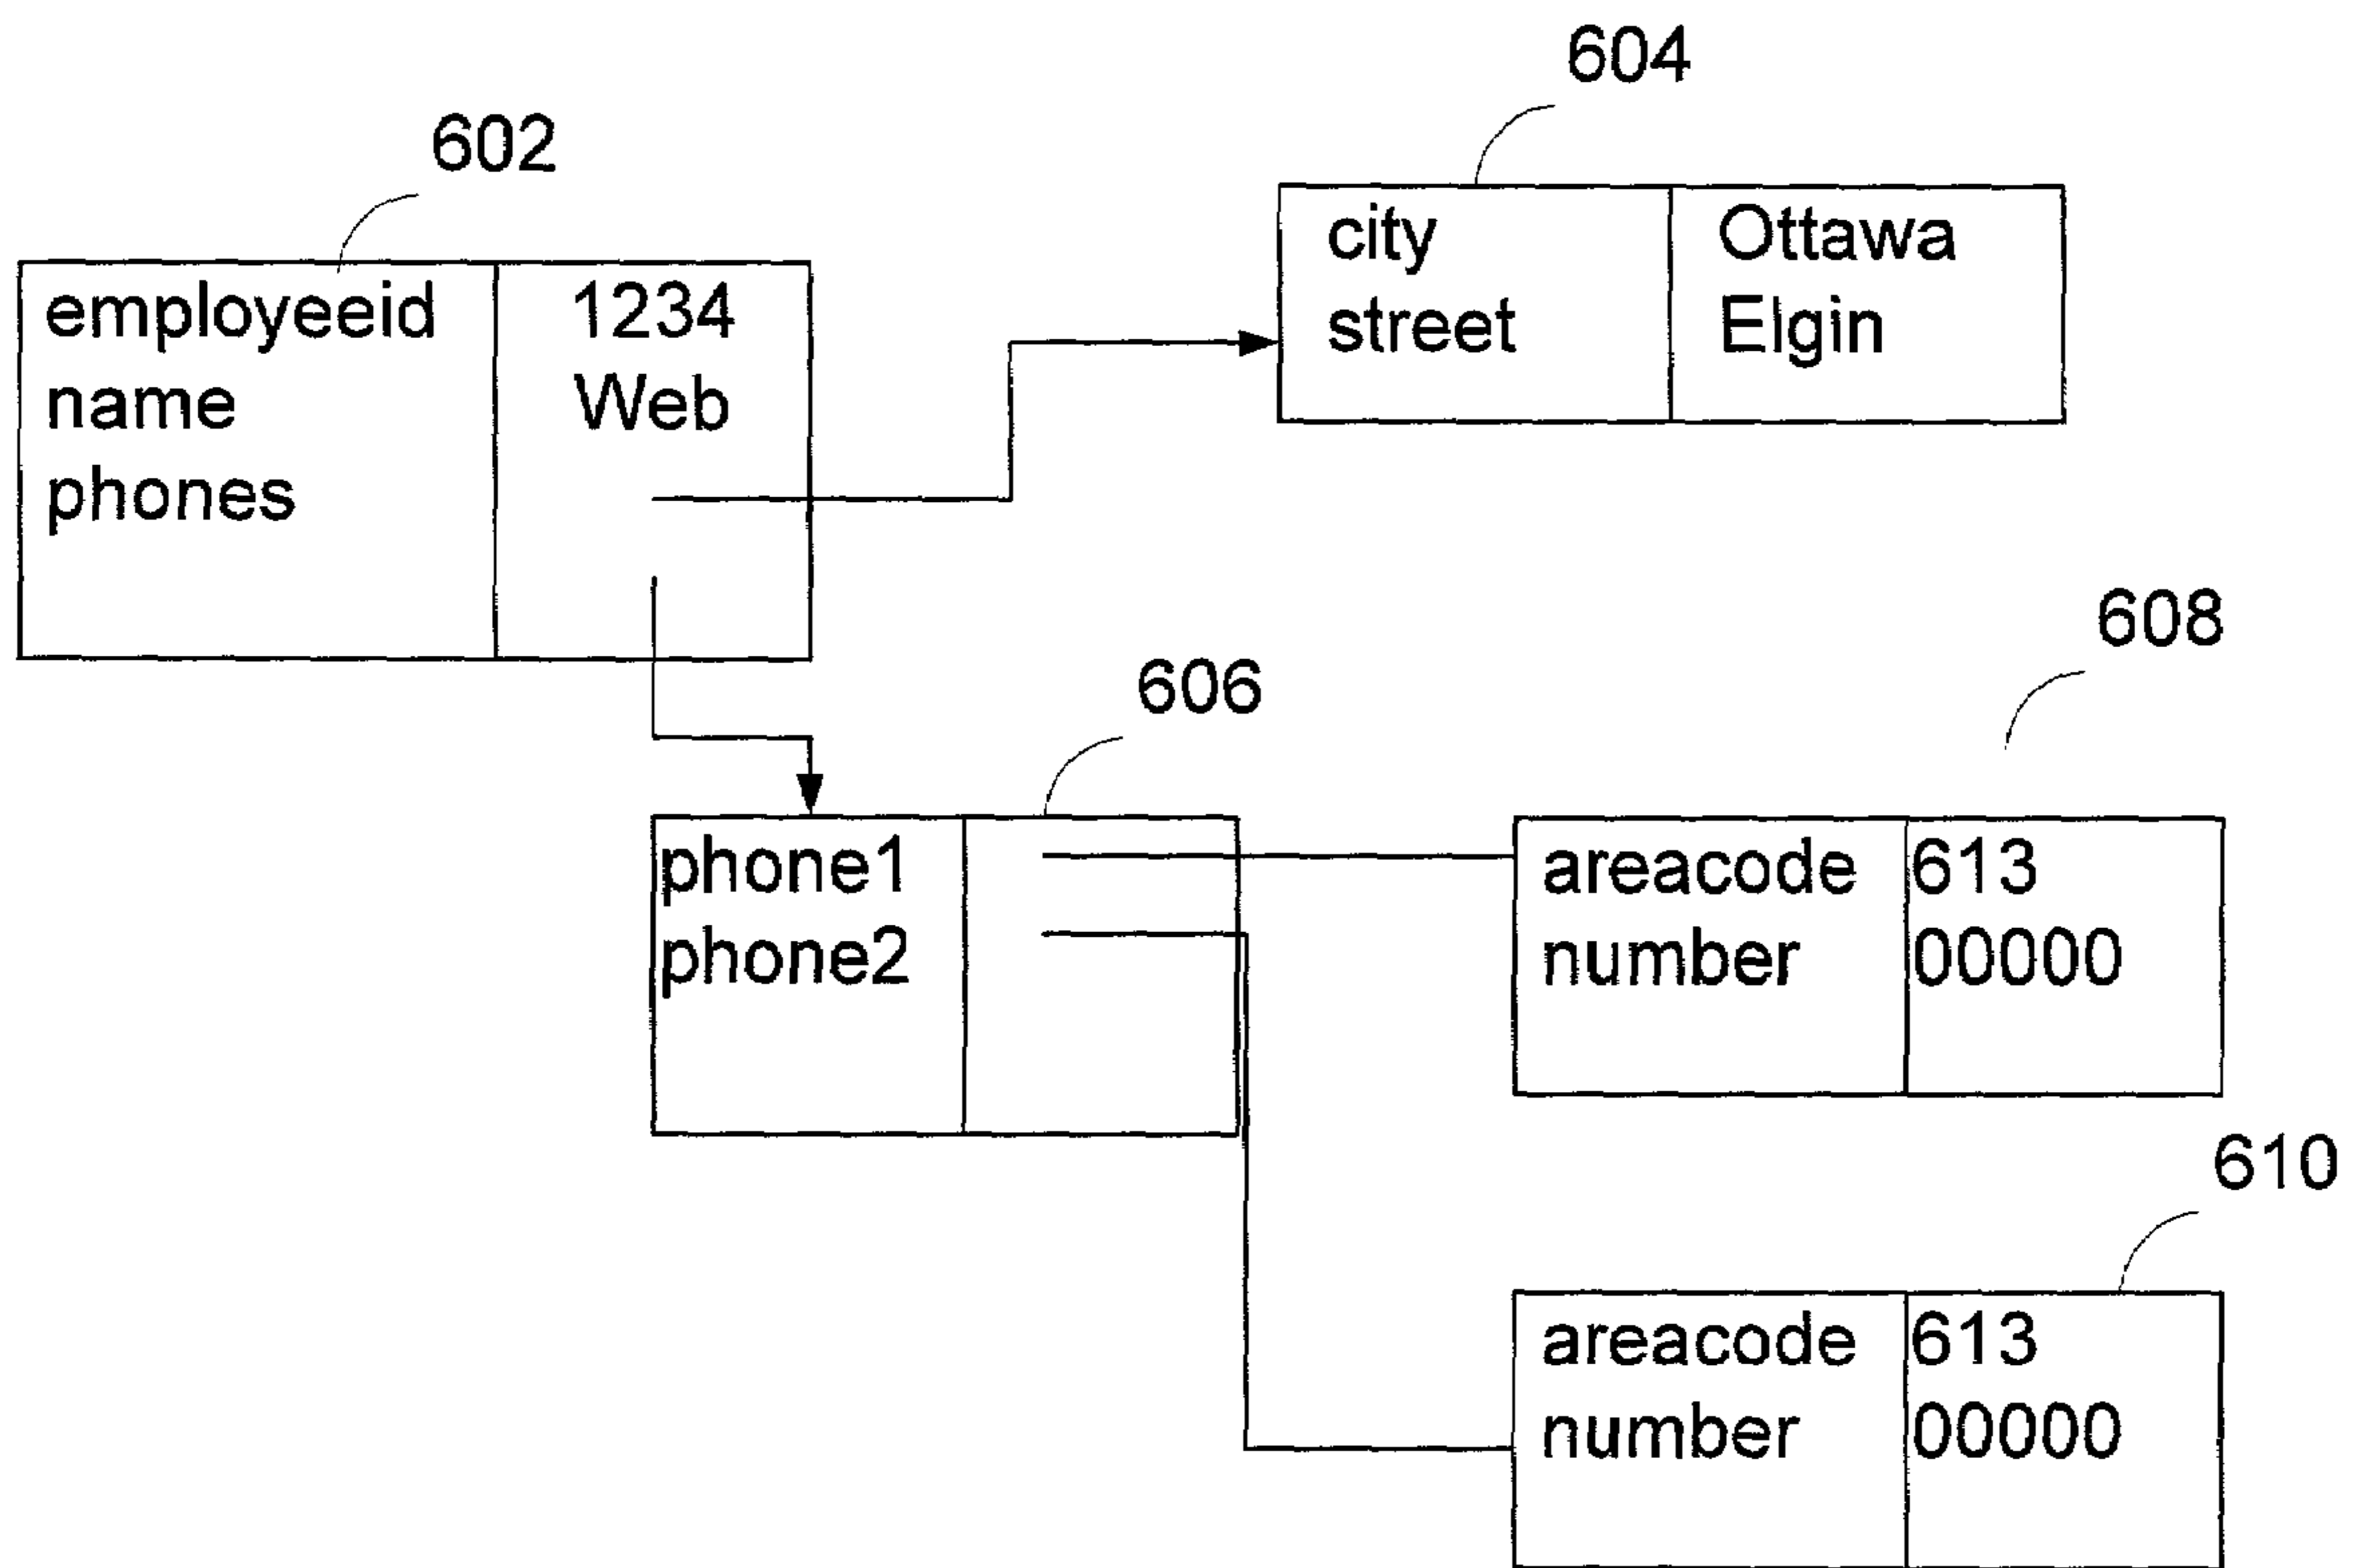 604
602
city Ottawa
street Elgin
employeeid 1234
name Web
phones
608
606
phone1
phone2
areacode 613
number 00000
610
areacode 613
number 00000